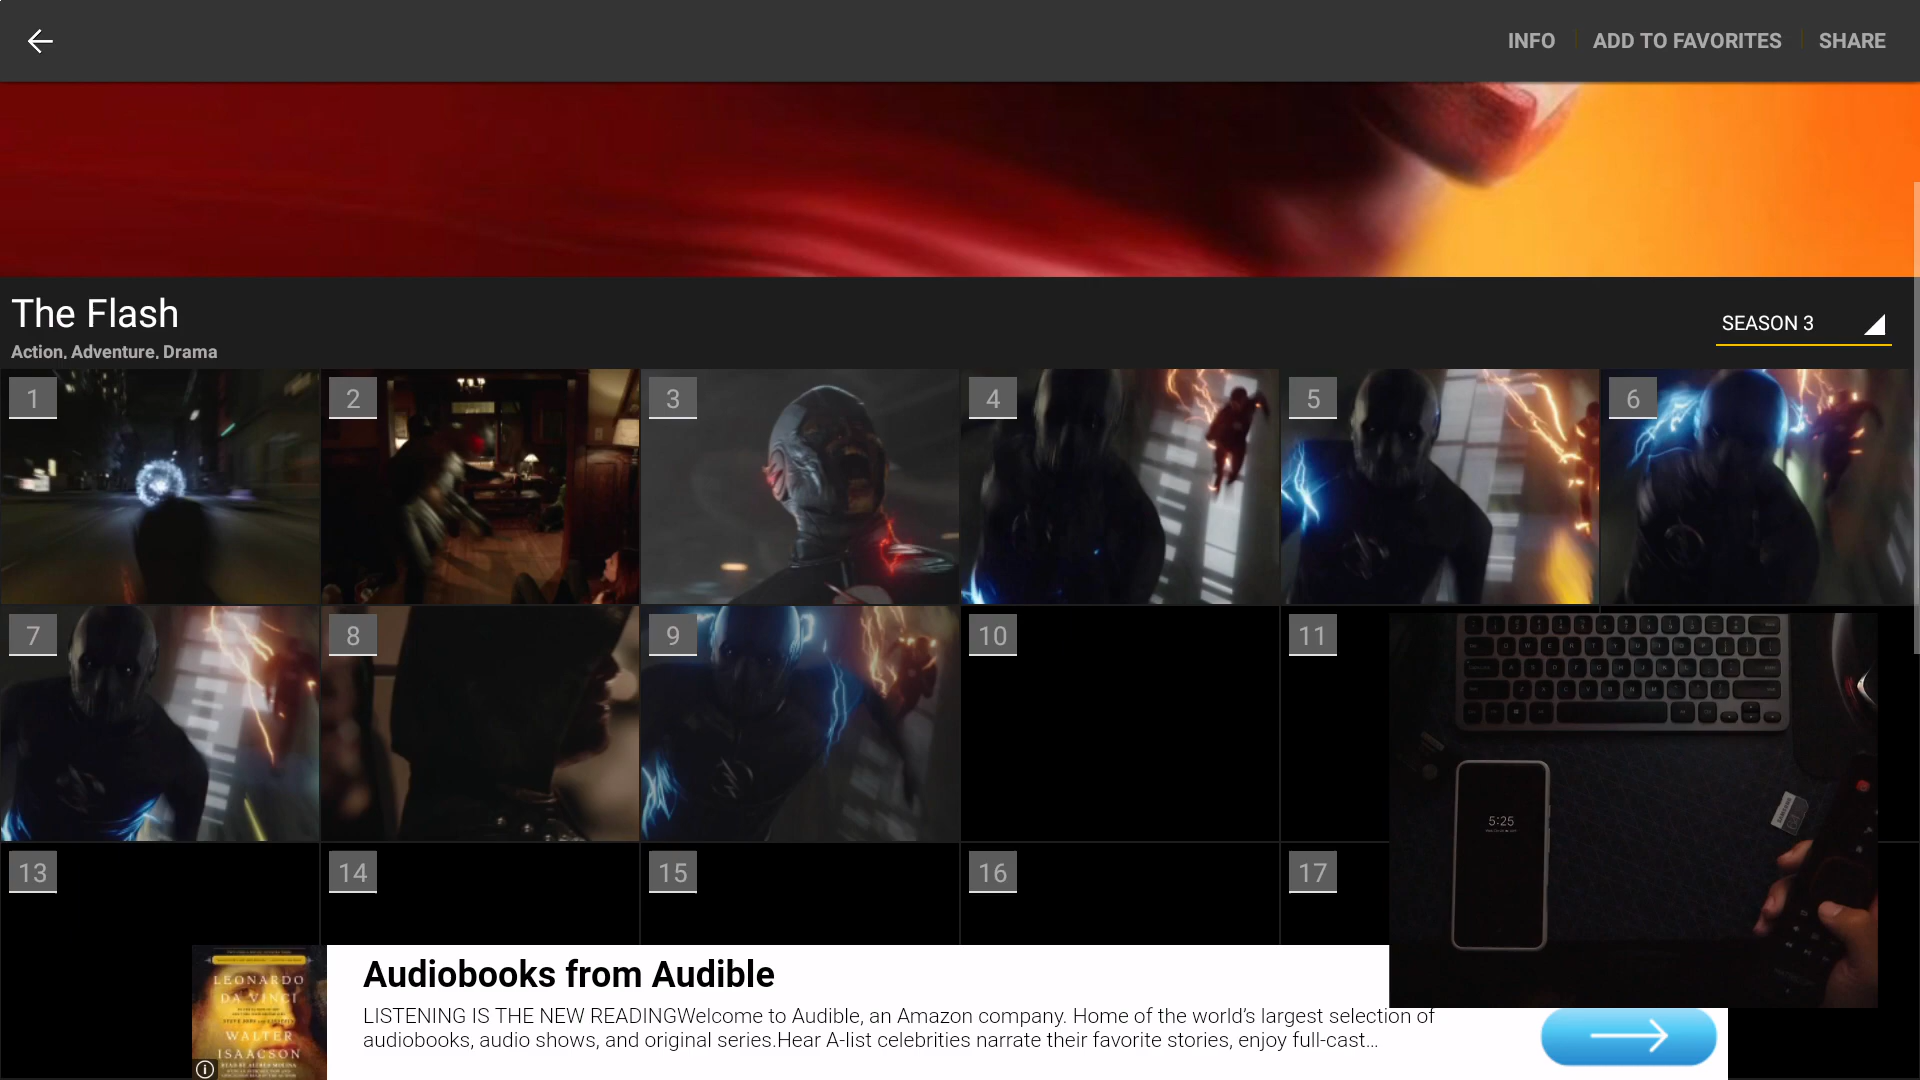 INFO
ADD TO FAVORITES
SHARE
The Flash
Action, Adventure, Drama
SEASON 3
1
2
3
4
5
6
7
8
9
10
11
5:25
13
14
15
16
17
LEONARDO
DA VINCI
WALTER
ISAACSON
Audiobooks from Audible
LISTENING IS THE NEW READINGWelcome to Audible, an Amazon company. Home of the world’s largest selection of
audiobooks, audio shows, and original series.Hear A-list celebrities narrate their favorite stories, enjoy full-cast...